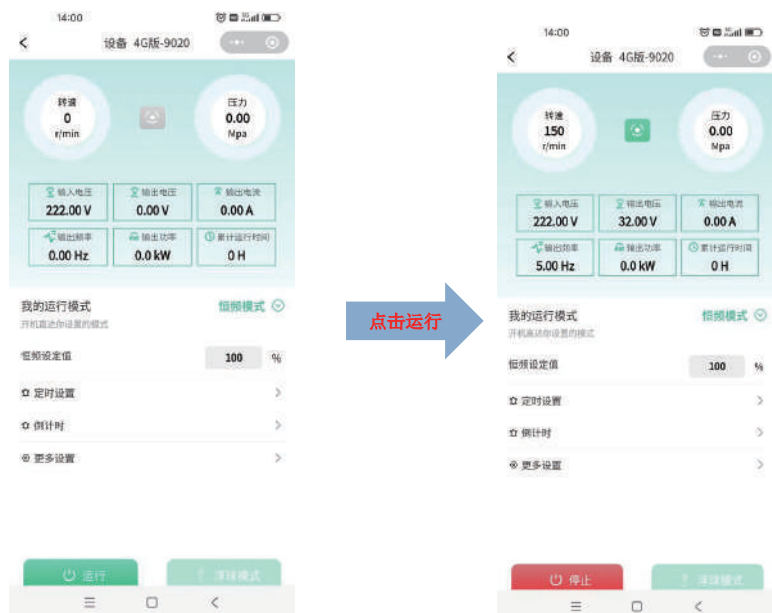 14:00
设备 4G版-9020
转速
0
r/min
压力
0.00
Mpa
输入电压
222.00 V
输出电压
0.00 V
输出电流
0.00 A
输出频率
0.00 Hz
输出功率
0.0 kW
累计运行时间
0 H
我的运行模式
恒频模式
开机直达你设置的模式
恒频设定值
100
%
定时设置
倒计时
更多设置
运行
浮球模式
点击运行
14:00
设备 4G版-9020
转速
150
r/min
压力
0.00
Mpa
输入电压
222.00 V
输出电压
32.00 V
输出电流
0.00 A
输出频率
5.00 Hz
输出功率
0.0 kW
累计运行时间
0 H
我的运行模式
恒频模式
开机直达你设置的模式
恒频设定值
100
%
定时设置
倒计时
更多设置
停止
浮球模式